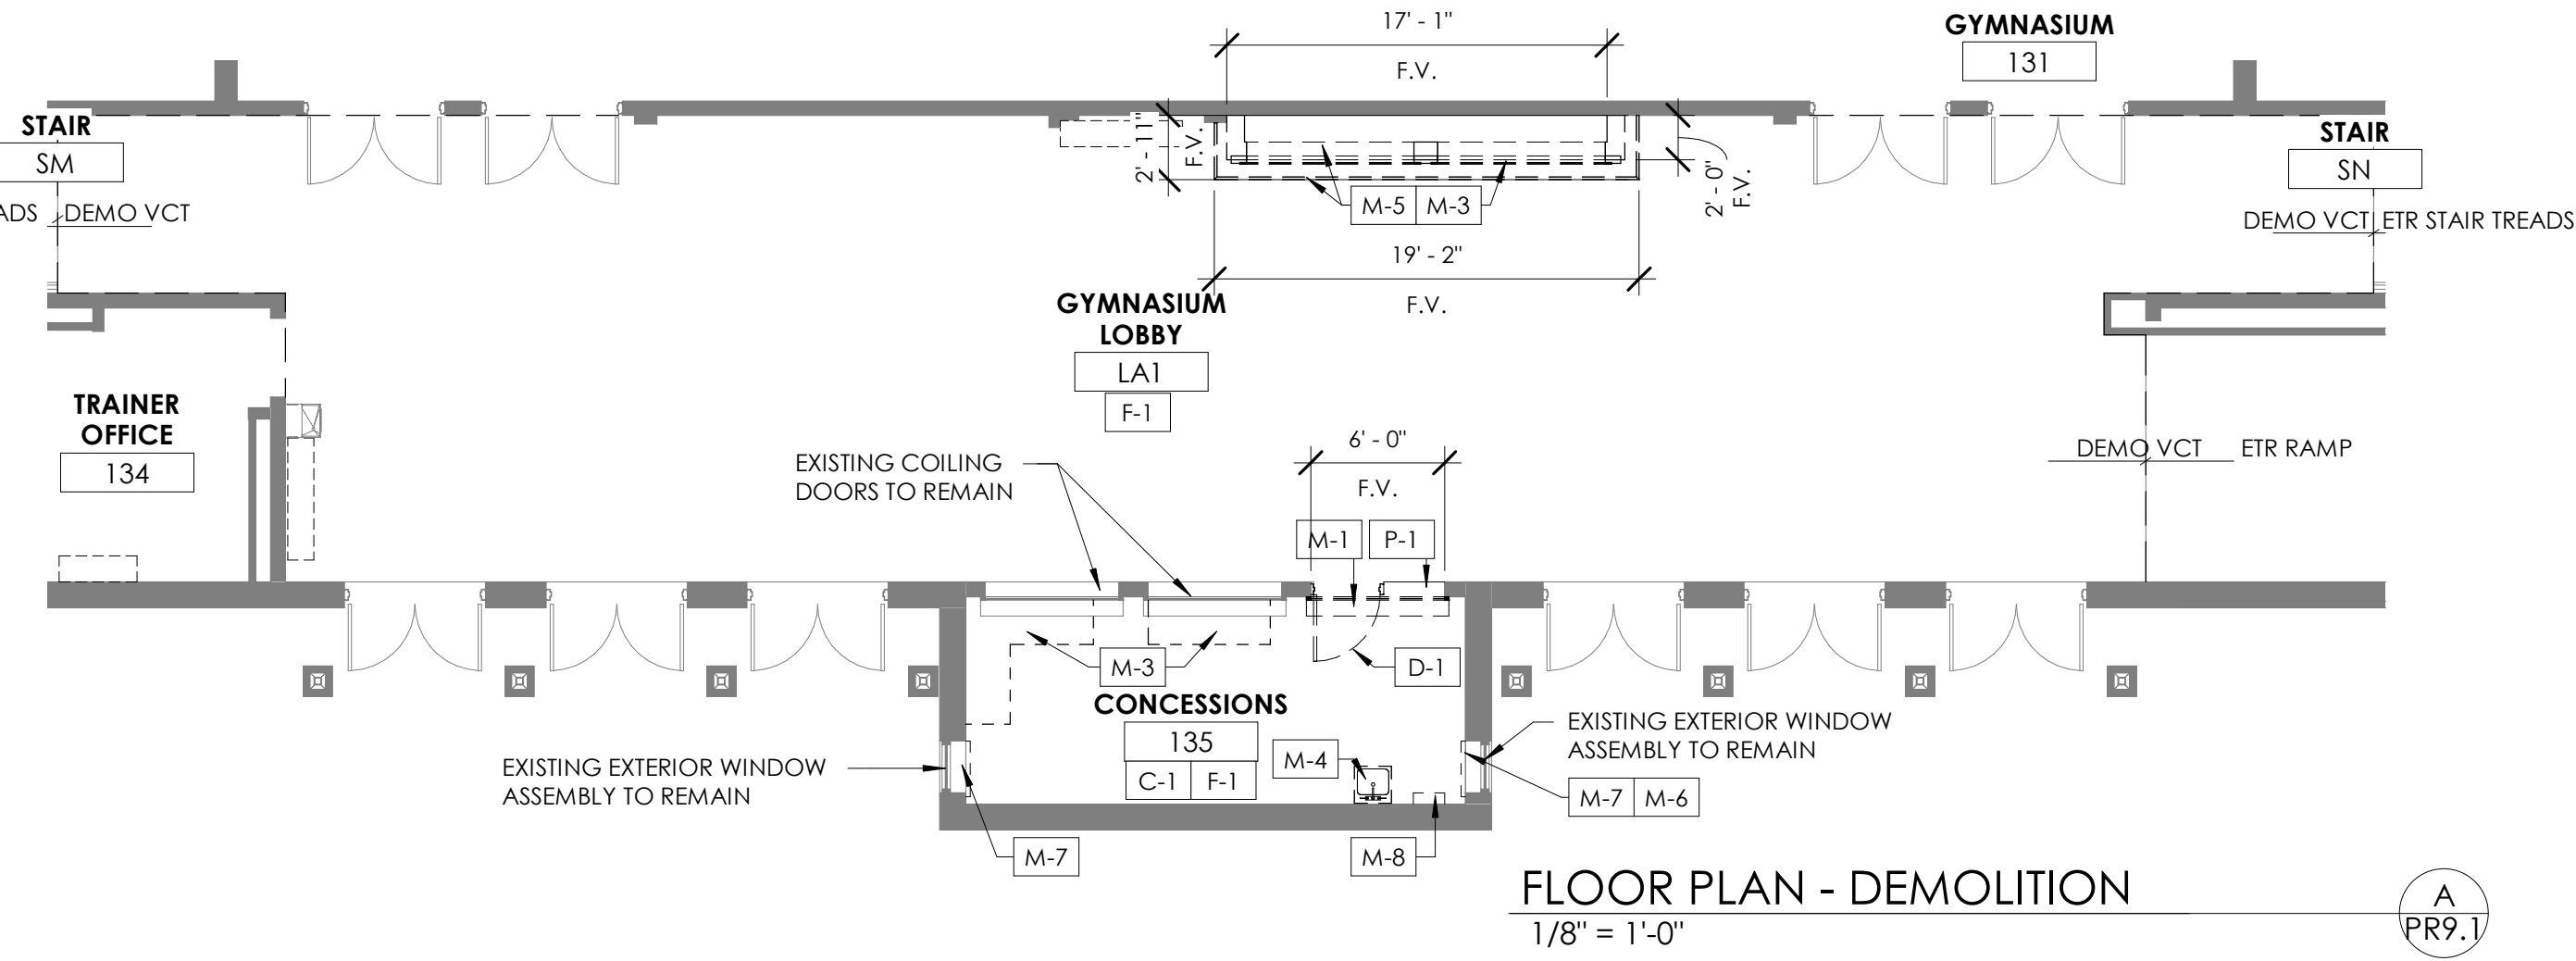 17' - 1"
F.V.
GYMNASIUM
131
STAIR
SM
2' - 11"
F.V.
2' - 0"
F.V.
STAIR
SN
ADS
DEMO VCT
M-5
M-3
DEMO VCT
ETR STAIR TREADS
19' - 2"
F.V.
GYMNASIUM
LOBBY
LA1
F-1
TRAINER
OFFICE
134
EXISTING COILING
DOORS TO REMAIN
6' - 0"
F.V.
DEMO VCT
ETR RAMP
M-1
P-1
M-3
D-1
CONCESSIONS
135
C-1
F-1
M-4
EXISTING EXTERIOR WINDOW
ASSEMBLY TO REMAIN
EXISTING EXTERIOR WINDOW
ASSEMBLY TO REMAIN
M-7
M-6
M-7
M-8
FLOOR PLAN - DEMOLITION
1/8" = 1'-0"
A
PR9.1